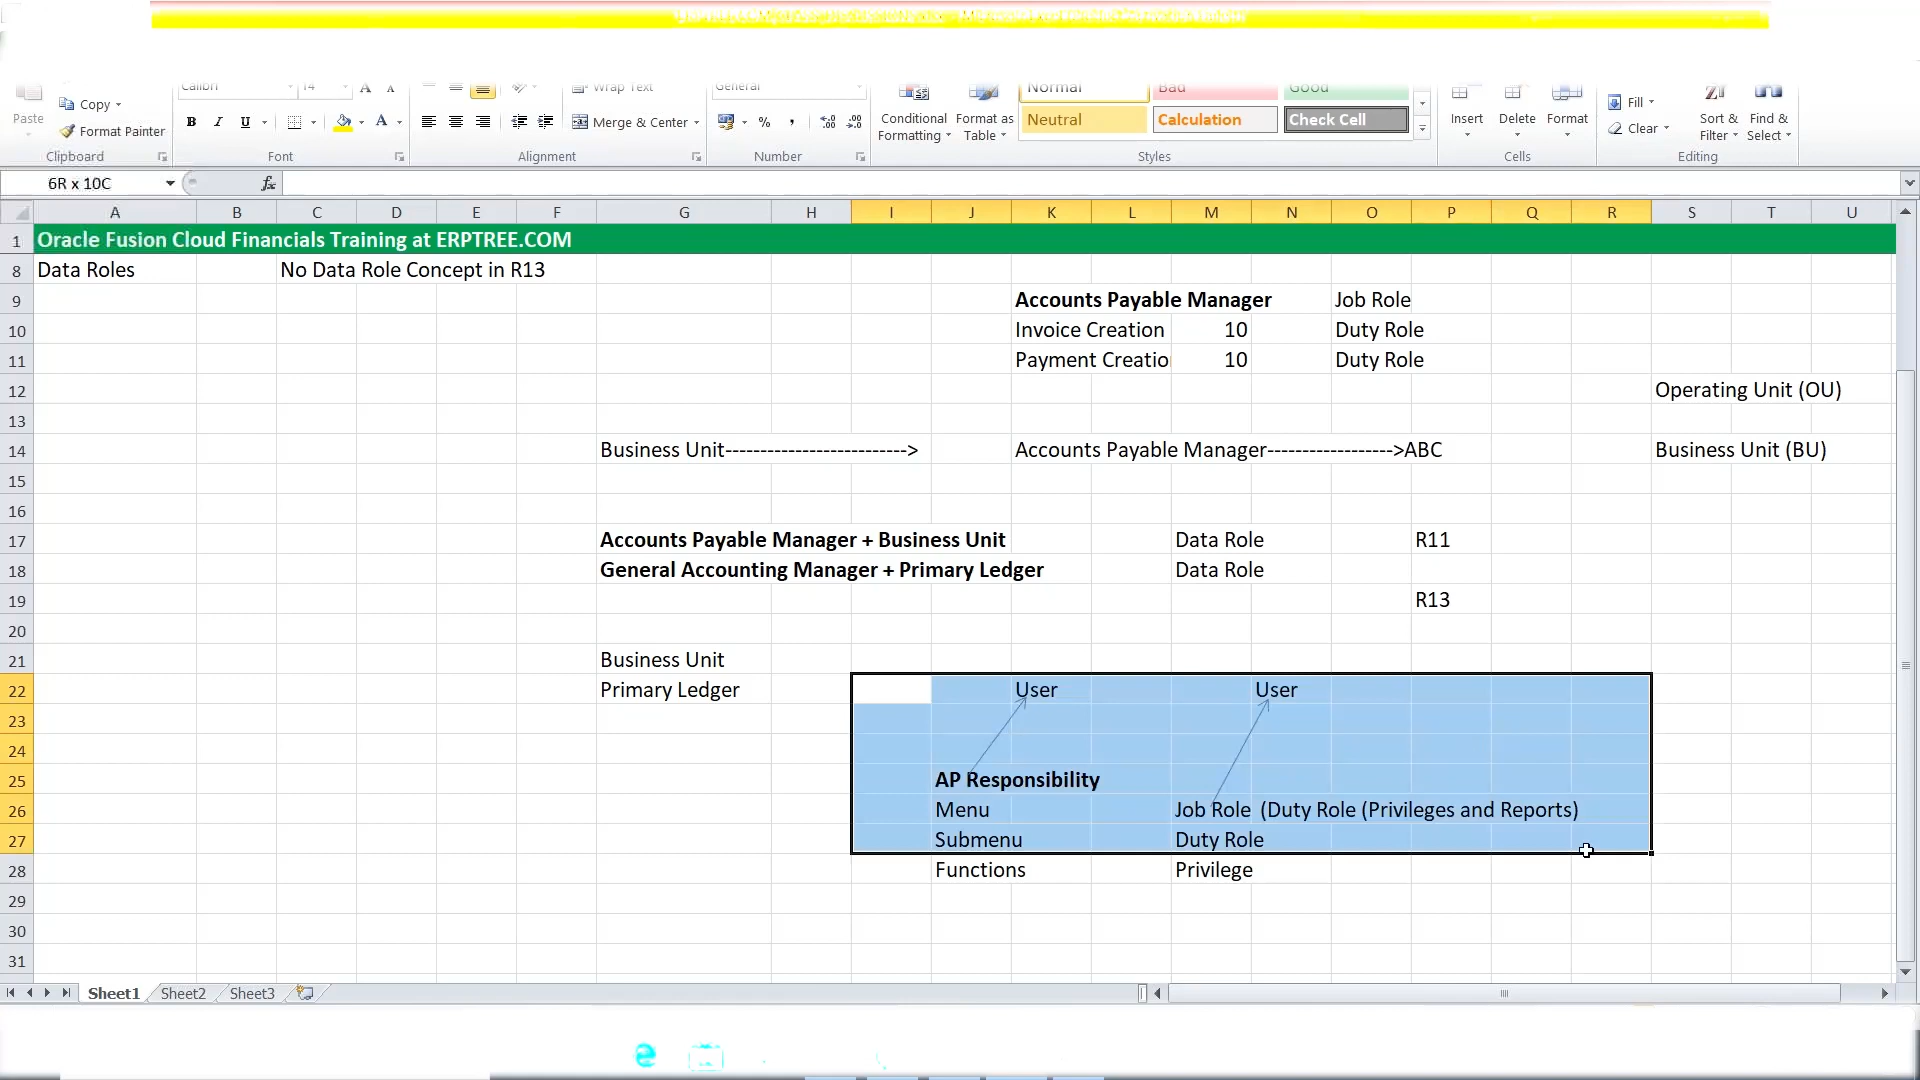 Paste
Copy
Format Painter
Clipboard
Calibri 14
B I U
Font
Wrap Text
Merge & Center
Alignment
General
%
Number
Conditional Formatting
Format as Table
Normal Bad Good
Neutral Calculation Check Cell
Styles
Insert Delete Format
Cells
Fill
Clear
Sort & Filter
Find & Select
Editing
6R x 10C fx
A B C D E F G H I J K L M N O P Q R S T U
1 Oracle Fusion Cloud Financials Training at ERPTREE.COM
8 Data Roles No Data Role Concept in R13
9 Accounts Payable Manager Job Role
10 Invoice Creation 10 Duty Role
11 Payment Creatio 10 Duty Role
12 Operating Unit (OU)
13
14 Business Unit--------------------------> Accounts Payable Manager------------------>ABC Business Unit (BU)
15
16
17 Accounts Payable Manager + Business Unit Data Role R11
18 General Accounting Manager + Primary Ledger Data Role
19 R13
20
21 Business Unit
22 Primary Ledger User User
23
24
25 AP Responsibility
26 Menu Job Role (Duty Role (Privileges and Reports)
27 Submenu Duty Role
28 Functions Privilege
29
30
31
Sheet1 Sheet2 Sheet3